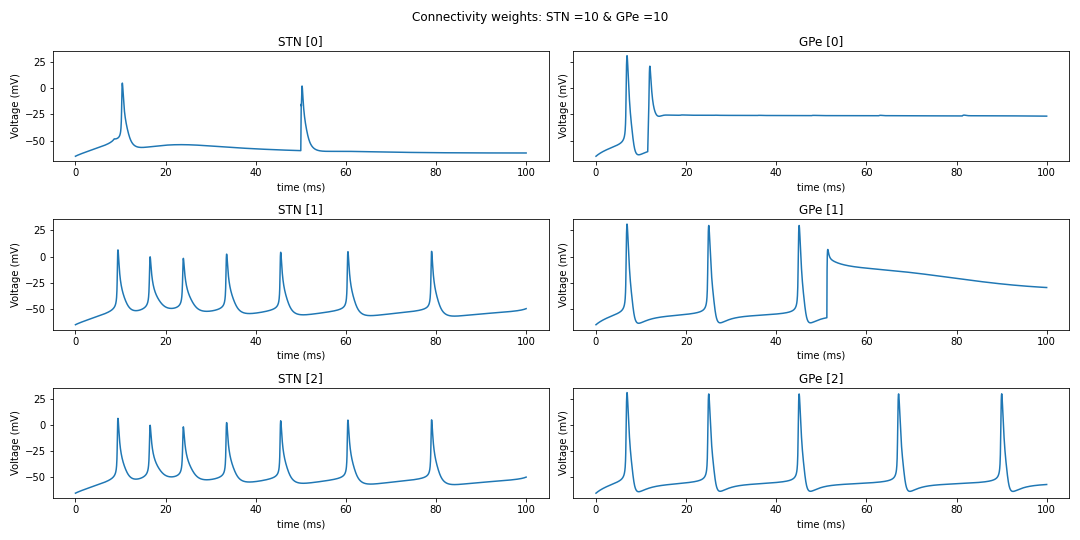 Connectivity weights: STN =10 & GPe =10
STN [0]
Voltage (mV)
25
0
−25
−50
0 20 40 60 80 100
time (ms)
GPe [0]
Voltage (mV)
0 20 40 60 80 100
time (ms)
STN [1]
Voltage (mV)
25
0
−25
−50
0 20 40 60 80 100
time (ms)
GPe [1]
Voltage (mV)
0 20 40 60 80 100
time (ms)
STN [2]
Voltage (mV)
25
0
−25
−50
0 20 40 60 80 100
time (ms)
GPe [2]
Voltage (mV)
0 20 40 60 80 100
time (ms)